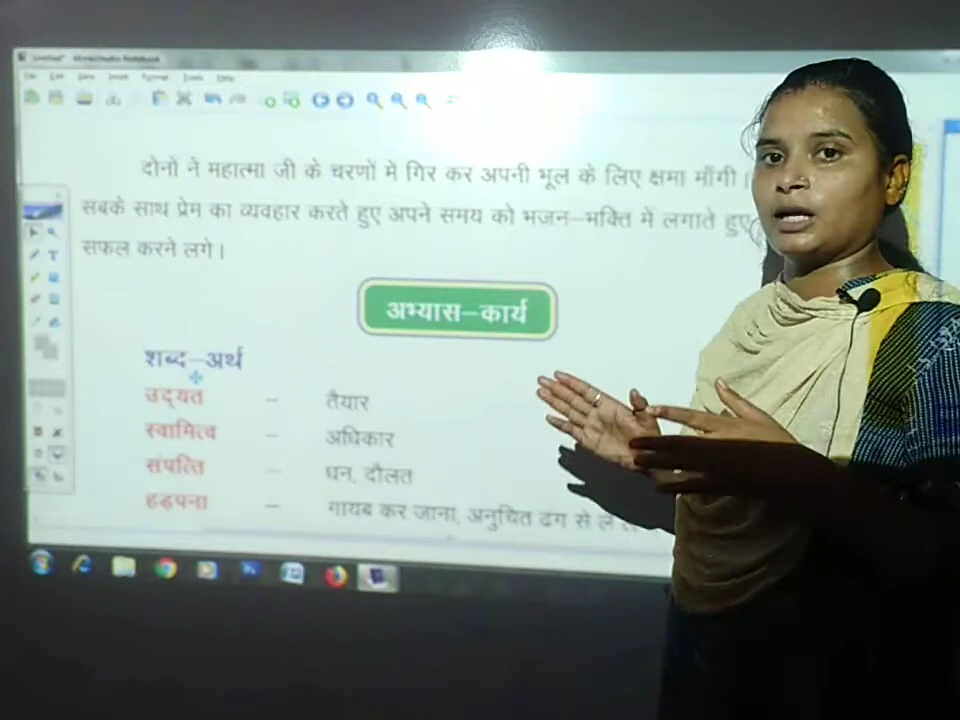 दोनों ने महात्मा जी के चरणों में गिर कर अपनी भूल के लिए क्षमा माँगी।
सबके साथ प्रेम का व्यवहार करते हुए अपने समय को भजन–भक्ति में लगाते हुए
सफल करने लगे।
अभ्यास–कार्य
शब्द–अर्थ
उद्यत – तैयार
स्वामित्व – अधिकार
संपत्ति – धन, दौलत
हड़पना – गायब कर जाना, अनुचित ढग से ले